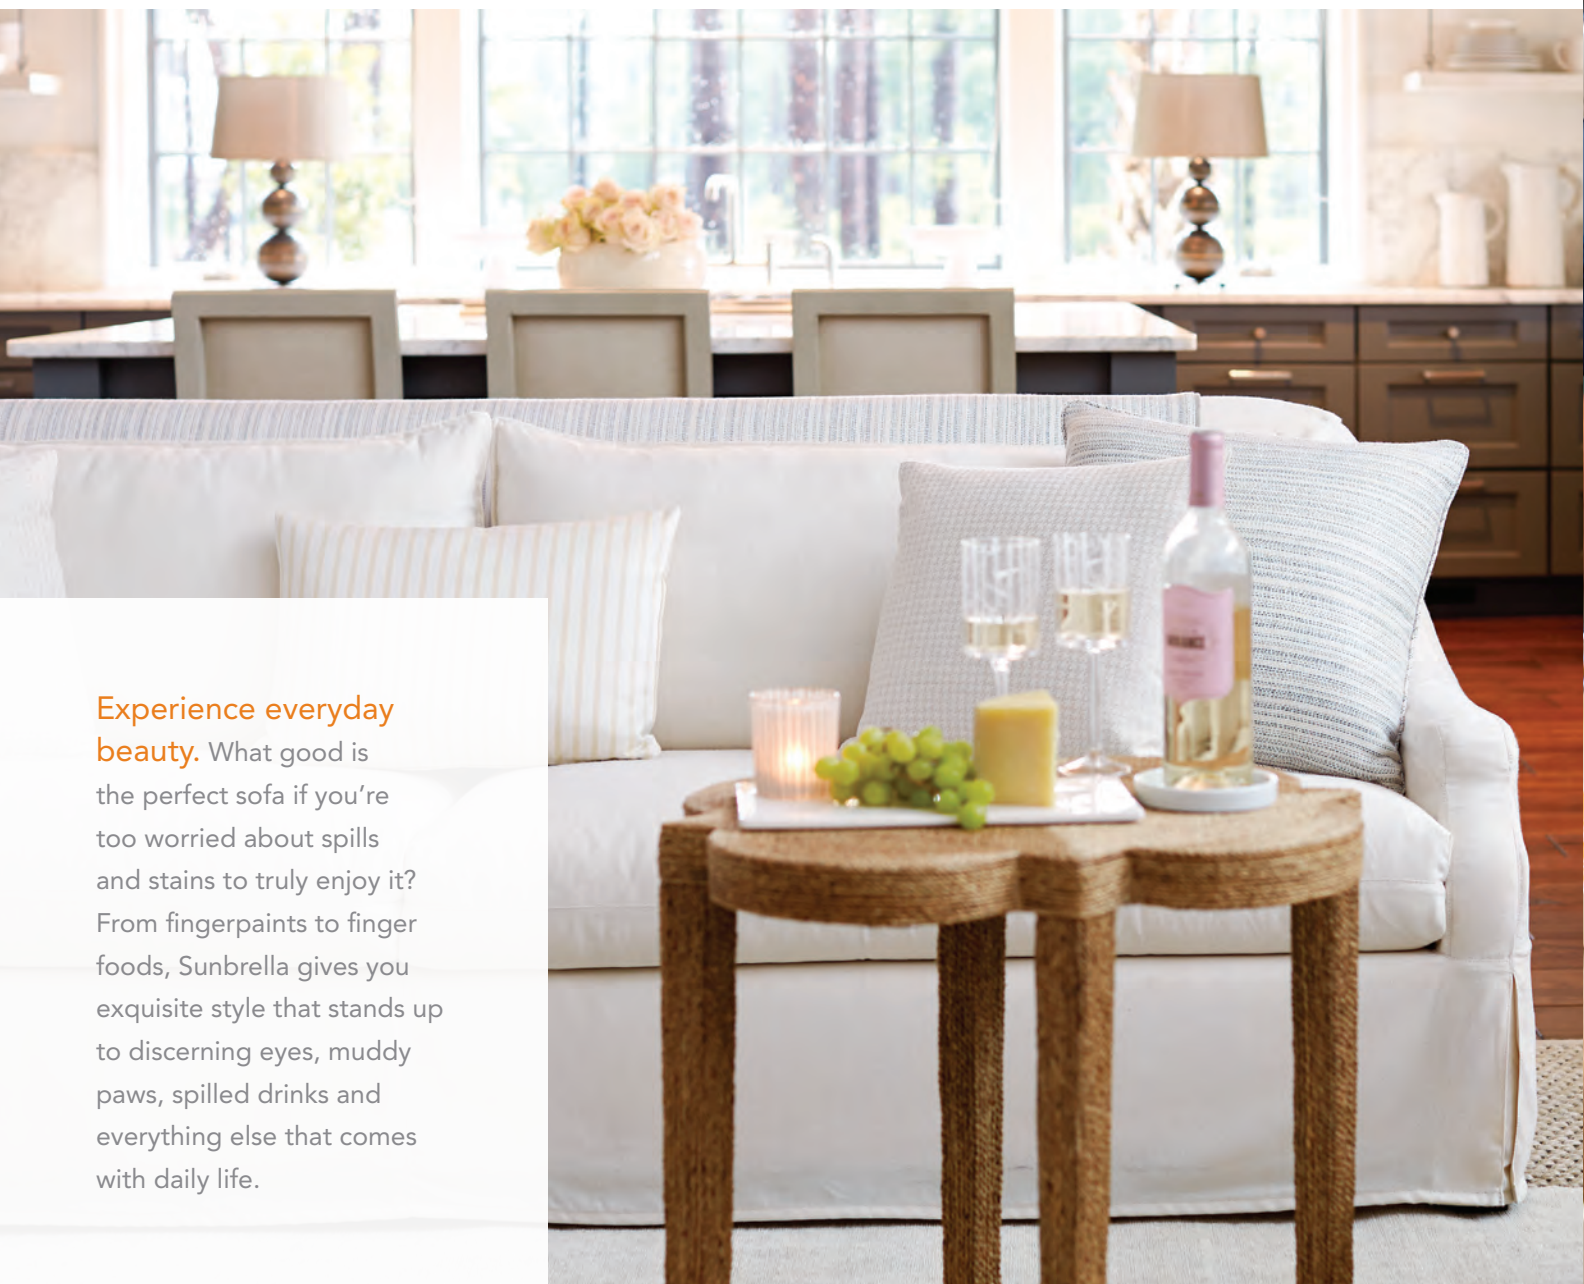 Experience everyday
beauty. What good is
the perfect sofa if you’re
too worried about spills
and stains to truly enjoy it?
From fingerpaints to finger
foods, Sunbrella gives you
exquisite style that stands up
to discerning eyes, muddy
paws, spilled drinks and
everything else that comes
with daily life.